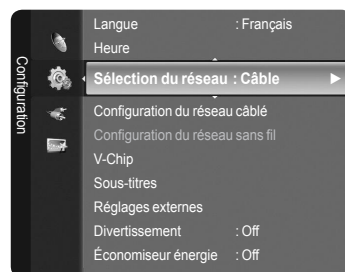 Configuration
Langue : Français
Heure
Sélection du réseau : Câble
Configuration du réseau câblé
Configuration du réseau sans fil
V-Chip
Sous-titres
Réglages externes
Divertissement : Off
Économiseur énergie : Off